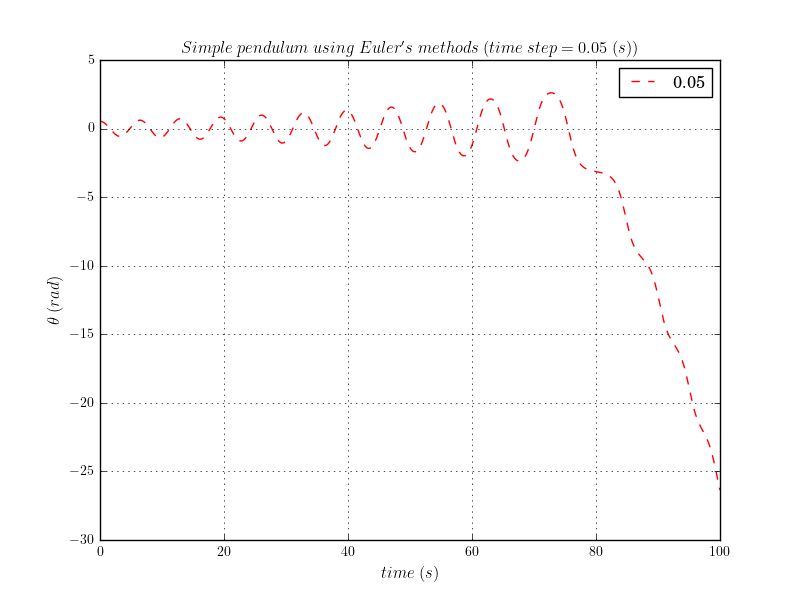 Simple pendulum using Euler's methods (time step = 0.05 (s))
5
0.05
0
−5
−10
θ (rad)
−15
−20
−25
−30
0 20 40 60 80 100
time (s)